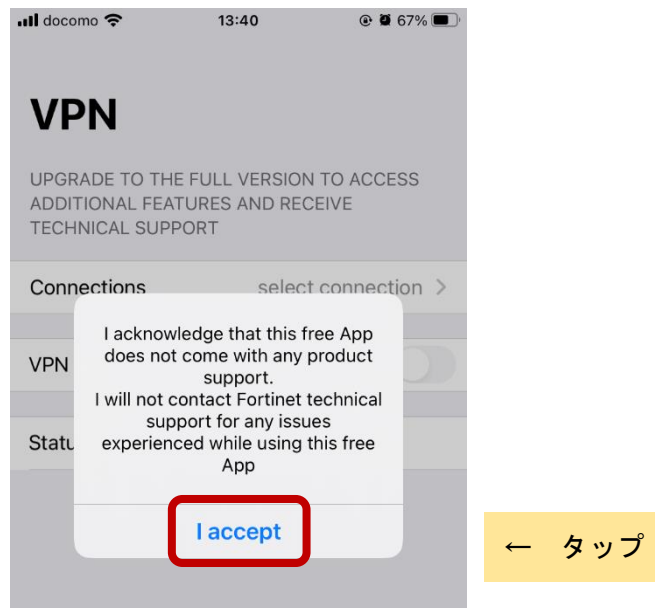 docomo 13:40 67%
VPN
UPGRADE TO THE FULL VERSION TO ACCESS
ADDITIONAL FEATURES AND RECEIVE
TECHNICAL SUPPORT
Connections select connection >
I acknowledge that this free App
does not come with any product
support.
I will not contact Fortinet technical
support for any issues
experienced while using this free
App
VPN
Statu
I accept
← タップ